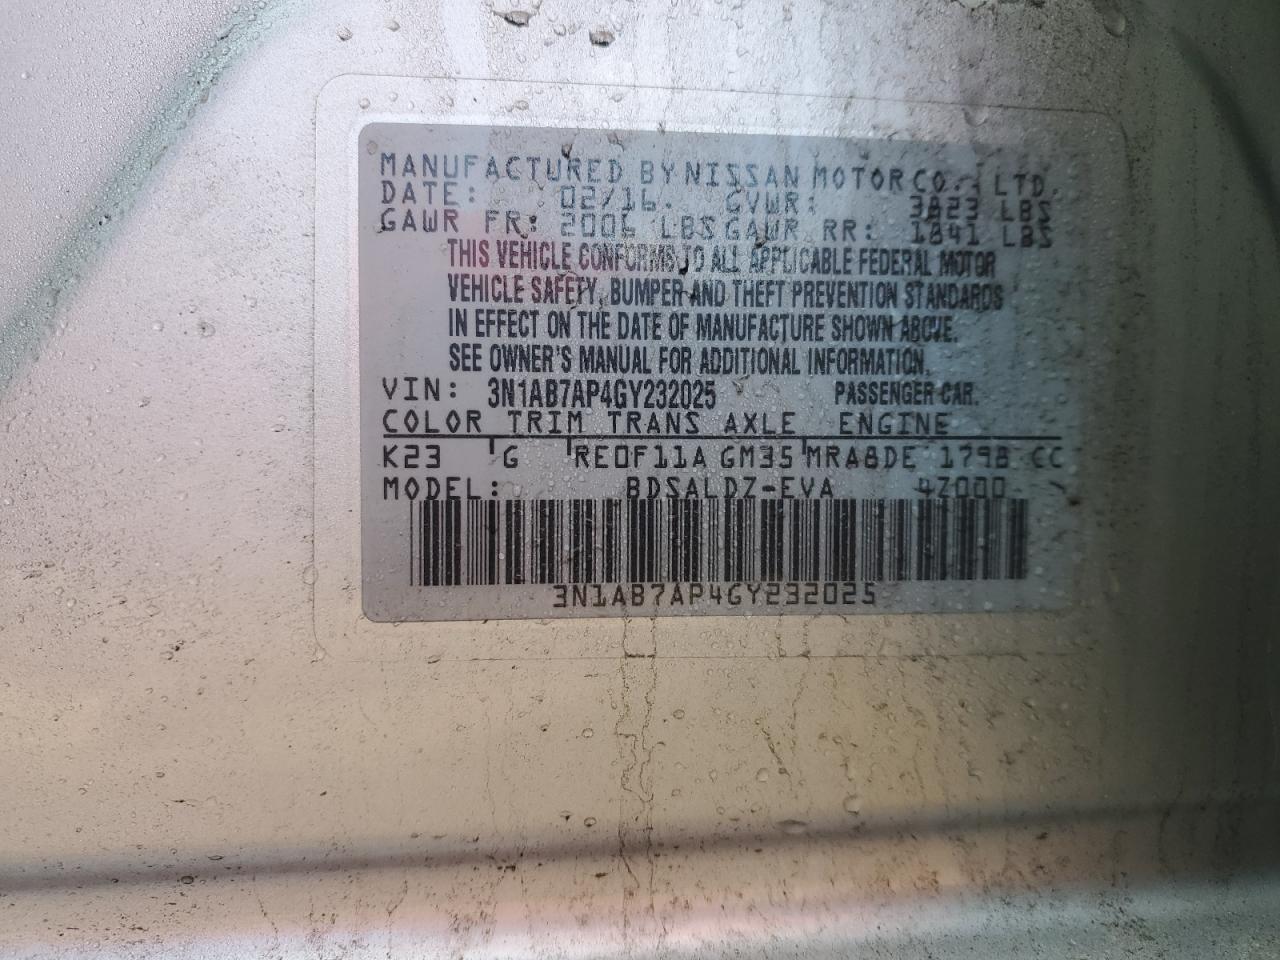 MANUFACTURED BY NISSAN MOTOR CO., LTD.
DATE: 02/16. GVWR: 3823 LBS
GAWR FR: 2006 LBS GAWR RR: 1841 LBS
THIS VEHICLE CONFORMS TO ALL APPLICABLE FEDERAL MOTOR
VEHICLE SAFETY, BUMPER AND THEFT PREVENTION STANDARDS
IN EFFECT ON THE DATE OF MANUFACTURE SHOWN ABOVE.
SEE OWNER'S MANUAL FOR ADDITIONAL INFORMATION.
VIN: 3N1AB7AP4GY232025 PASSENGER CAR.
COLOR TRIM TRANS AXLE ENGINE
K23 G RE0F11A GM35 MRA8DE 1798 CC
MODEL: BDSALDZ-EVA 4Z000
3N1AB7AP4GY232025